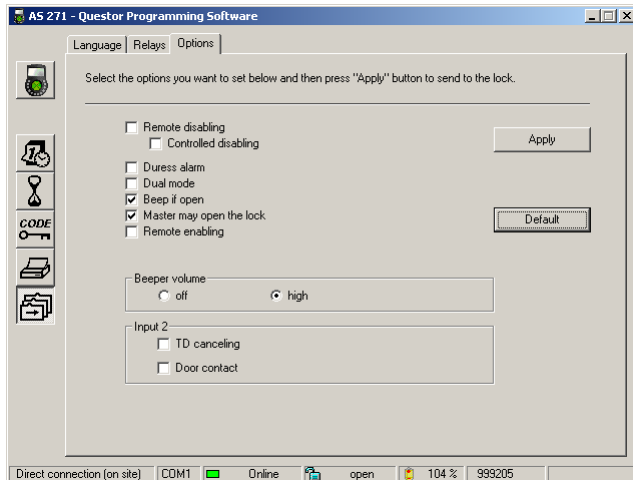 AS 271 - Questor Programming Software
Language Relays Options
Select the options you want to set below and then press "Apply" button to send to the lock.
Remote disabling
Controlled disabling
Apply
Duress alarm
Dual mode
Beep if open
Master may open the lock
Default
Remote enabling
CODE
Beeper volume
off high
Input 2
TD canceling
Door contact
Direct connection (on site) COM1 Online open 104 % 999205